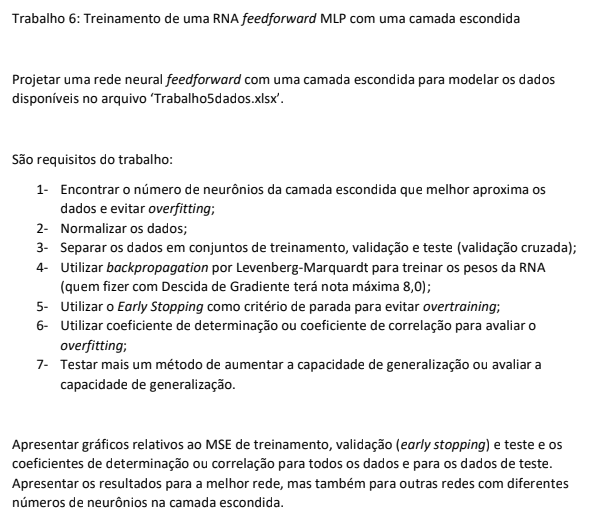 Trabalho 6: Treinamento de uma RNA feedforward MLP com uma camada escondida
Projetar uma rede neural feedforward com uma camada escondida para modelar os dados
disponíveis no arquivo ‘Trabalho5dados.xlsx’.
São requisitos do trabalho:
1- Encontrar o número de neurônios da camada escondida que melhor aproxima os
dados e evitar overfitting;
2- Normalizar os dados;
3- Separar os dados em conjuntos de treinamento, validação e teste (validação cruzada);
4- Utilizar backpropagation por Levenberg-Marquardt para treinar os pesos da RNA
(quem fizer com Descida de Gradiente terá nota máxima 8,0);
5- Utilizar o Early Stopping como critério de parada para evitar overtraining;
6- Utilizar coeficiente de determinação ou coeficiente de correlação para avaliar o
overfitting;
7- Testar mais um método de aumentar a capacidade de generalização ou avaliar a
capacidade de generalização.
Apresentar gráficos relativos ao MSE de treinamento, validação (early stopping) e teste e os
coeficientes de determinação ou correlação para todos os dados e para os dados de teste.
Apresentar os resultados para a melhor rede, mas também para outras redes com diferentes
números de neurônios na camada escondida.